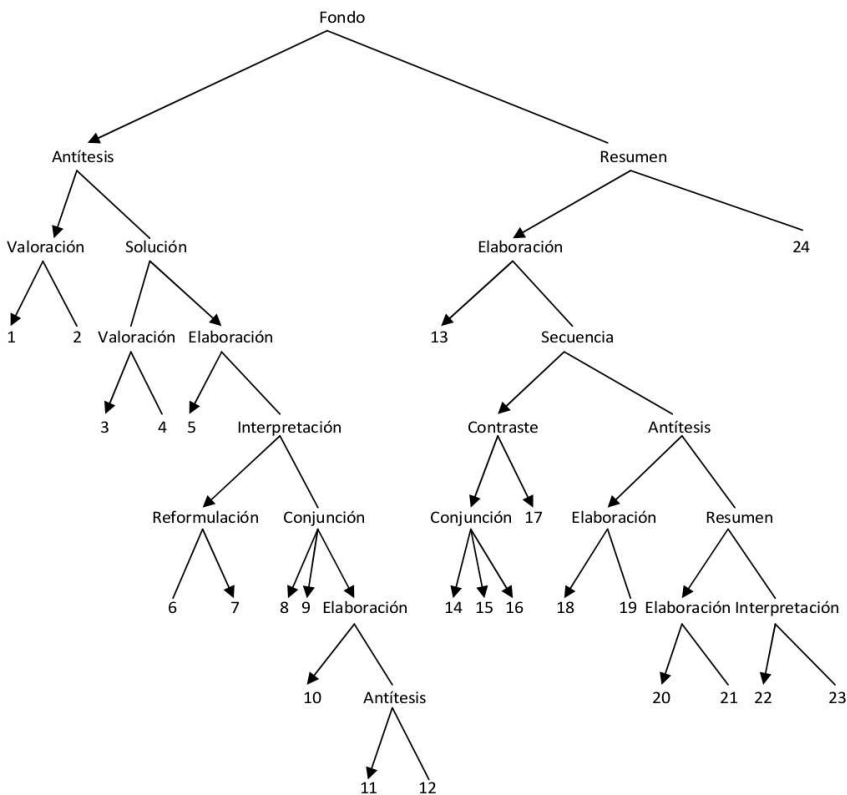 Fondo
Antítesis Resumen
Valoración Solución Elaboración 24
1 2 Valoración Elaboración 13 Secuencia
3 4 5 Interpretación Contraste Antítesis
Reformulación Conjunción Conjunción 17 Elaboración Resumen
6 7 8 9 Elaboración 14 15 16 18 19 Elaboración Interpretación
10 Antítesis 20 21 22 23
11 12